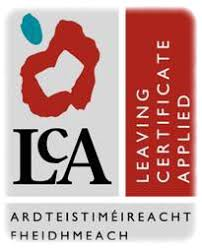 LcA
LEAVING
CERTIFICATE
APPLIED
ARDTEISTIMÉIREACHT
FHEIDHMEACH